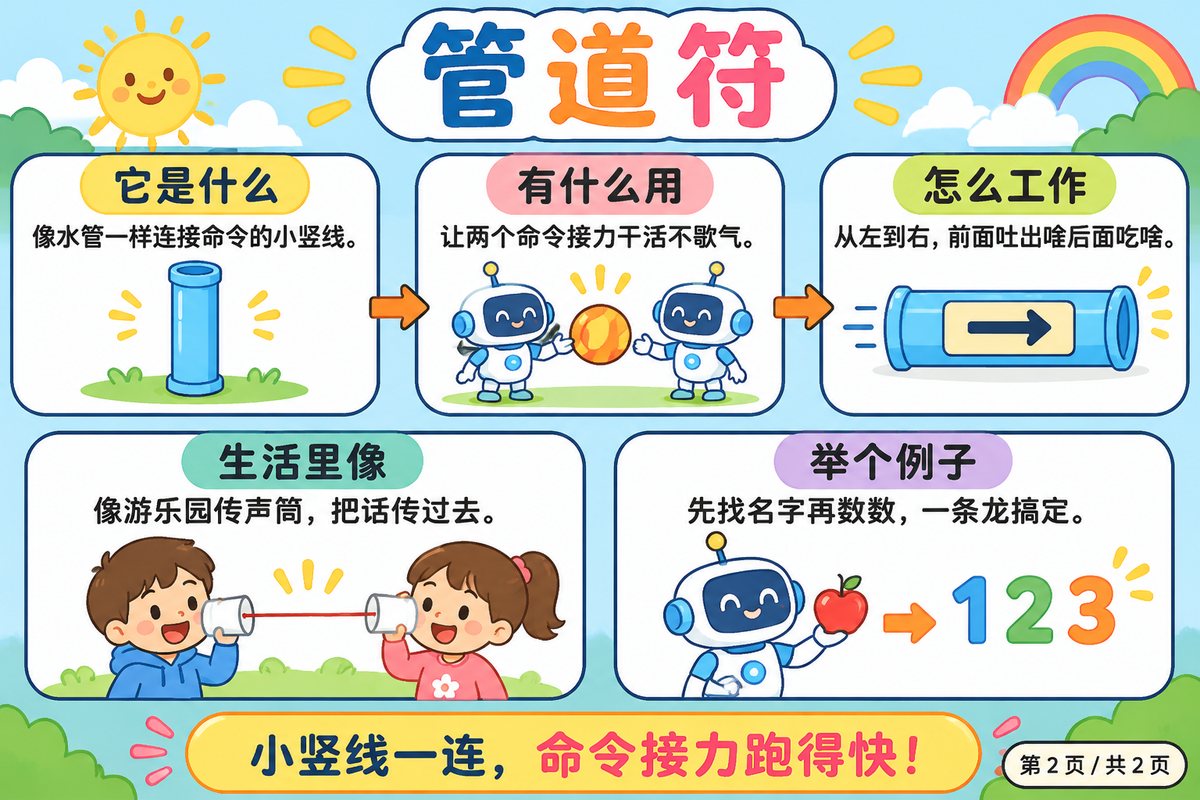 管道符
它是什么
像水管一样连接命令的小竖线。
有什么用
让两个命令接力干活不歌气。
怎么工作
从左到右，前面吐出啥后面吃啥。
生活里像
像游乐园传声筒，把话传过去。
举个例子
先找名字再数数，一条龙搞定。
1 2 3
小竖线一连，命令接力跑得快！
第2页/共2页